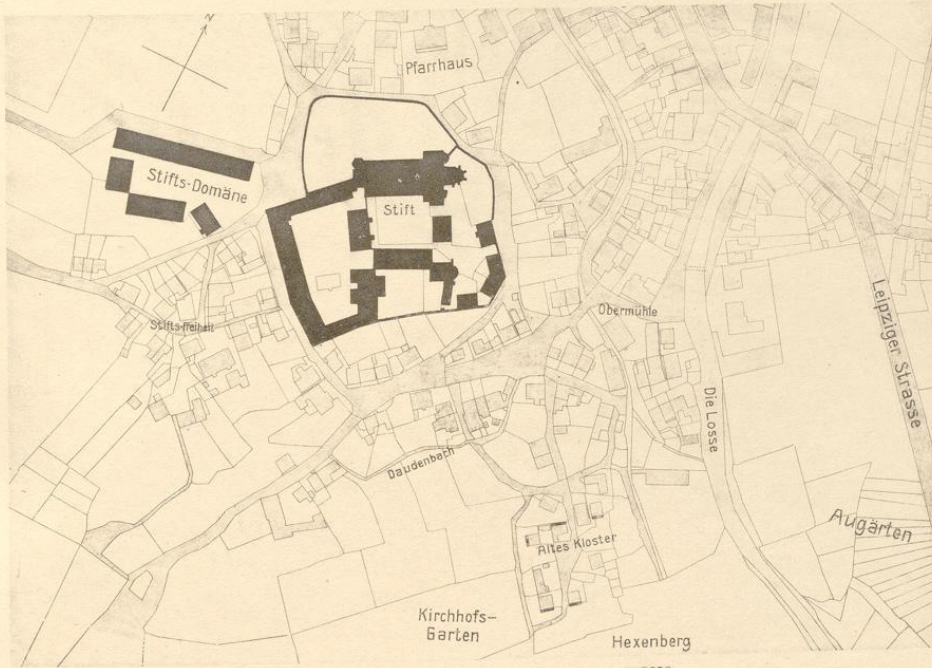 N
Pfarrhaus
Stifts-Domäne
Stift
Stifts-freiheit
Obermühle
Leipziger Strasse
Die Losse
Daudenbach
Augärten
Altes Kloster
Kirchhofs-
Garten
Hexenberg